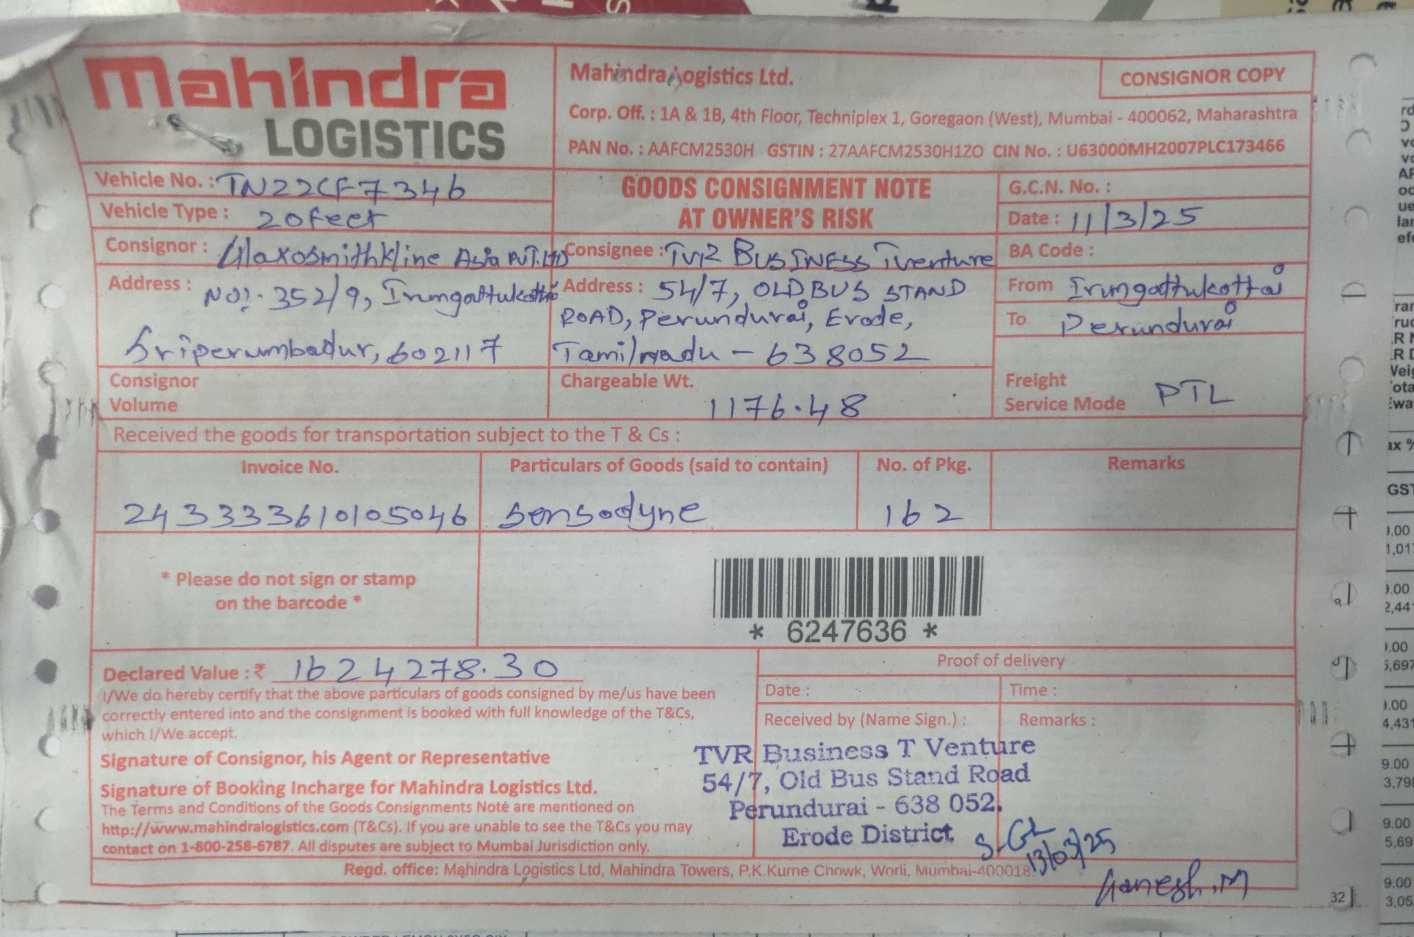 Mahindra
LOGISTICS
Mahindra Logistics Ltd.
CONSIGNOR COPY
Corp. Off. : 1A & 1B, 4th Floor, Techniplex 1, Goregaon (West), Mumbai - 400062, Maharashtra
PAN No. : AAFCM2530H GSTIN : 27AAFCM2530H1ZO CIN No. : U63000MH2007PLC173466
Vehicle No. : TN22CF7346
Vehicle Type : 20 Feet
GOODS CONSIGNMENT NOTE
AT OWNER'S RISK
G.C.N. No. :
Date : 11/3/25
Consignor : Glaxosmithkline Asia PVT.LTD
Consignee : TVR BUSINESS Tventure
BA Code :
Address : NO:. 352/9, Irungattukottai
Sriperumbadur, 602117
Address : 54/7, OLD BUS STAND
ROAD, Perundurai, Erode,
Tamilnadu - 638052
From Irungattukottai
To Perundurai
Consignor
Volume
Chargeable Wt.
1176.48
Freight
Service Mode PTL
Received the goods for transportation subject to the T & Cs :
Invoice No. Particulars of Goods (said to contain) No. of Pkg. Remarks
243333610105046 Sensodyne 162
* Please do not sign or stamp
on the barcode *
* 6247636 *
Declared Value : ₹ 1624278.30
I/We do hereby certify that the above particulars of goods consigned by me/us have been
correctly entered into and the consignment is booked with full knowledge of the T&Cs,
which I/We accept.
Signature of Consignor, his Agent or Representative
Signature of Booking Incharge for Mahindra Logistics Ltd.
The Terms and Conditions of the Goods Consignments Note are mentioned on
http://www.mahindralogistics.com (T&Cs). If you are unable to see the T&Cs you may
contact on 1-800-258-6787. All disputes are subject to Mumbai Jurisdiction only.
Proof of delivery
Date : Time :
Received by (Name Sign.) : Remarks :
TVR Business T Venture
54/7, Old Bus Stand Road
Perundurai - 638 052.
Erode District
13/03/25
Ganesh.M
Regd. office: Mahindra Logistics Ltd, Mahindra Towers, P.K.Kurne Chowk, Worli, Mumbai-400018
32